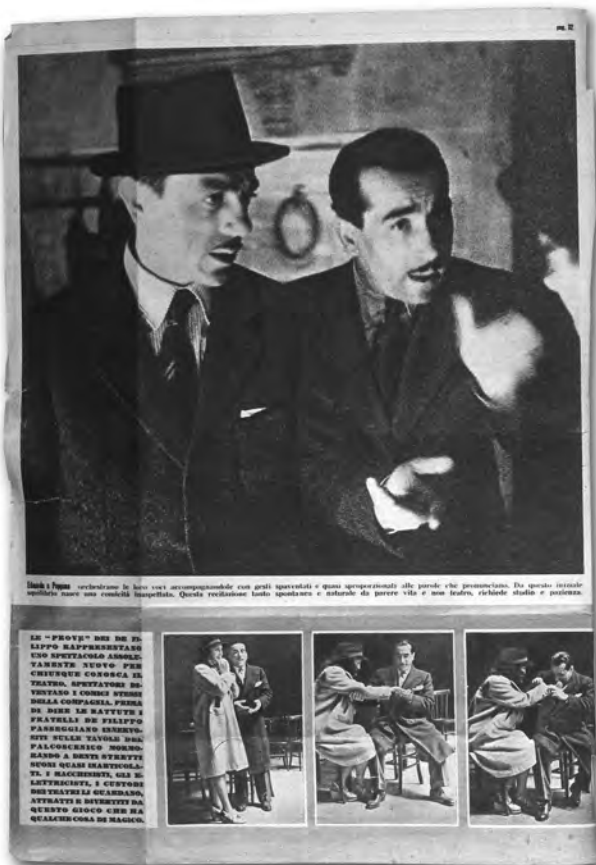 pag. 12
Eduardo e Peppino orchestrano le loro voci accompagnandole con gesti spaventati e quasi sproporzionati alle parole che pronunciano. Da questo iniziale
equilibrio nasce una comicità inaspettata. Questa recitazione tanto spontanea e naturale da parere vita e non teatro, richiede studio e pazienza.
LE "PROVE" DEI DE FI-
LIPPO RAPPRESENTANO
UNO SPETTACOLO ASSOLU-
TAMENTE NUOVO PER
CHIUNQUE CONOSCA IL
TEATRO. SPETTATORI DI-
VENTANO I COMICI STESSI
DELLA COMPAGNIA. PRIMA
DI DIRE LE BATTUTE I
FRATELLI DE FILIPPO
PASSEGGIANO INNERVO-
SITI SULLE TAVOLE DEL
PALCOSCENICO MORMO-
RANDO A DENTI STRETTI
SUONI QUASI INARTICOLA-
TI. I MACCHINISTI, GLI E-
LETTRICISTI, I CUSTODI
DEI TEATRI LI GUARDANO,
ATTRATTI E DIVERTITI DA
QUESTO GIOCO CHE HA
QUALCHE COSA DI MAGICO.